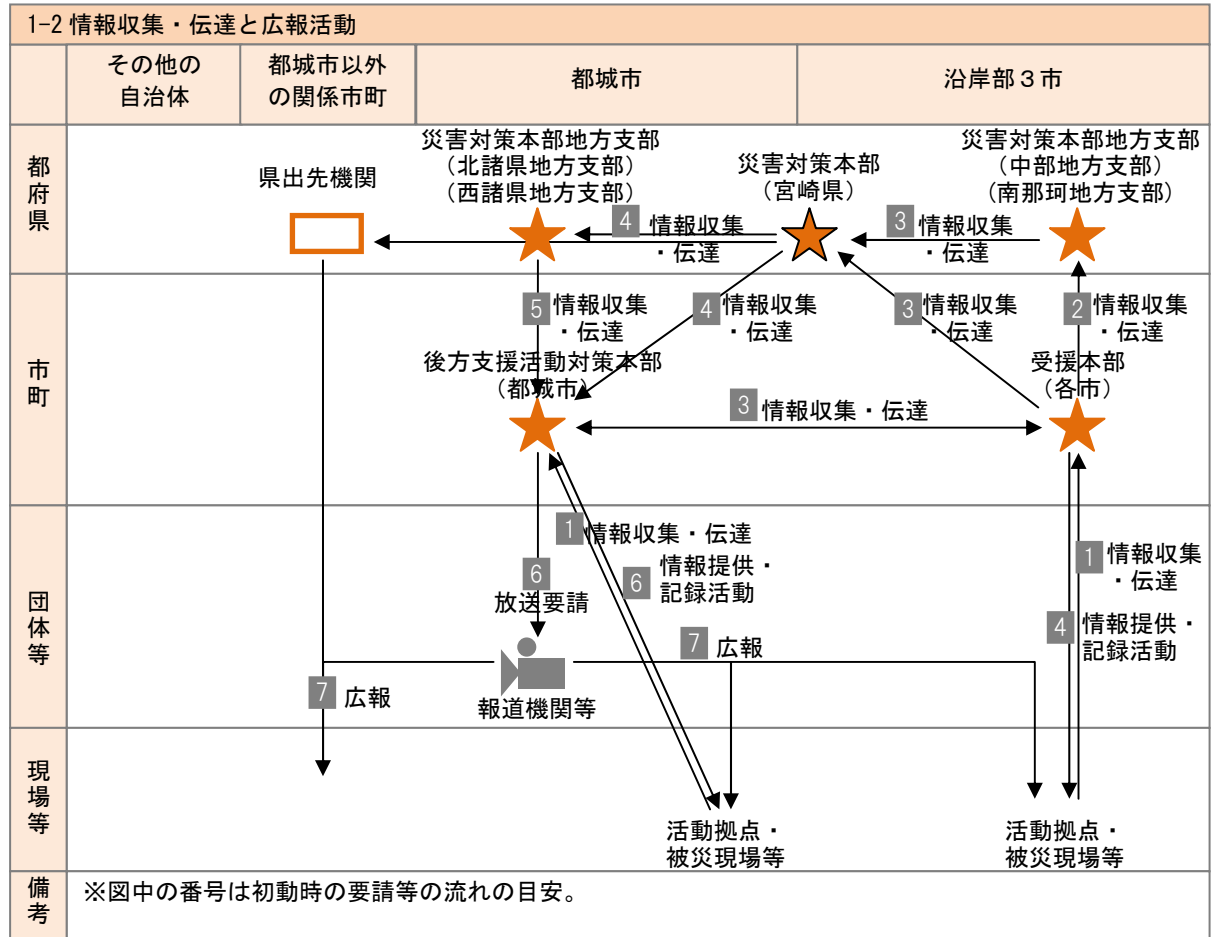 1-2 情報収集・伝達と広報活動
その他の
自治体
都城市以外
の関係市町
都城市
沿岸部３市
都府県
県出先機関
災害対策本部地方支部
（北諸県地方支部）
（西諸県地方支部）
災害対策本部
（宮崎県）
災害対策本部地方支部
（中部地方支部）
（南那珂地方支部）
4 情報収集
・伝達
3 情報収集
・伝達
市町
5 情報収集
・伝達
4 情報収集
・伝達
3 情報収集
・伝達
2 情報収集
・伝達
後方支援活動対策本部
（都城市）
受援本部
（各市）
3 情報収集・伝達
団体等
1 情報収集・伝達
6
放送要請
6 情報提供・
記録活動
1 情報収集
・伝達
4 情報提供・
記録活動
7 広報
7 広報
報道機関等
現場等
活動拠点・
被災現場等
活動拠点・
被災現場等
備考
※図中の番号は初動時の要請等の流れの目安。